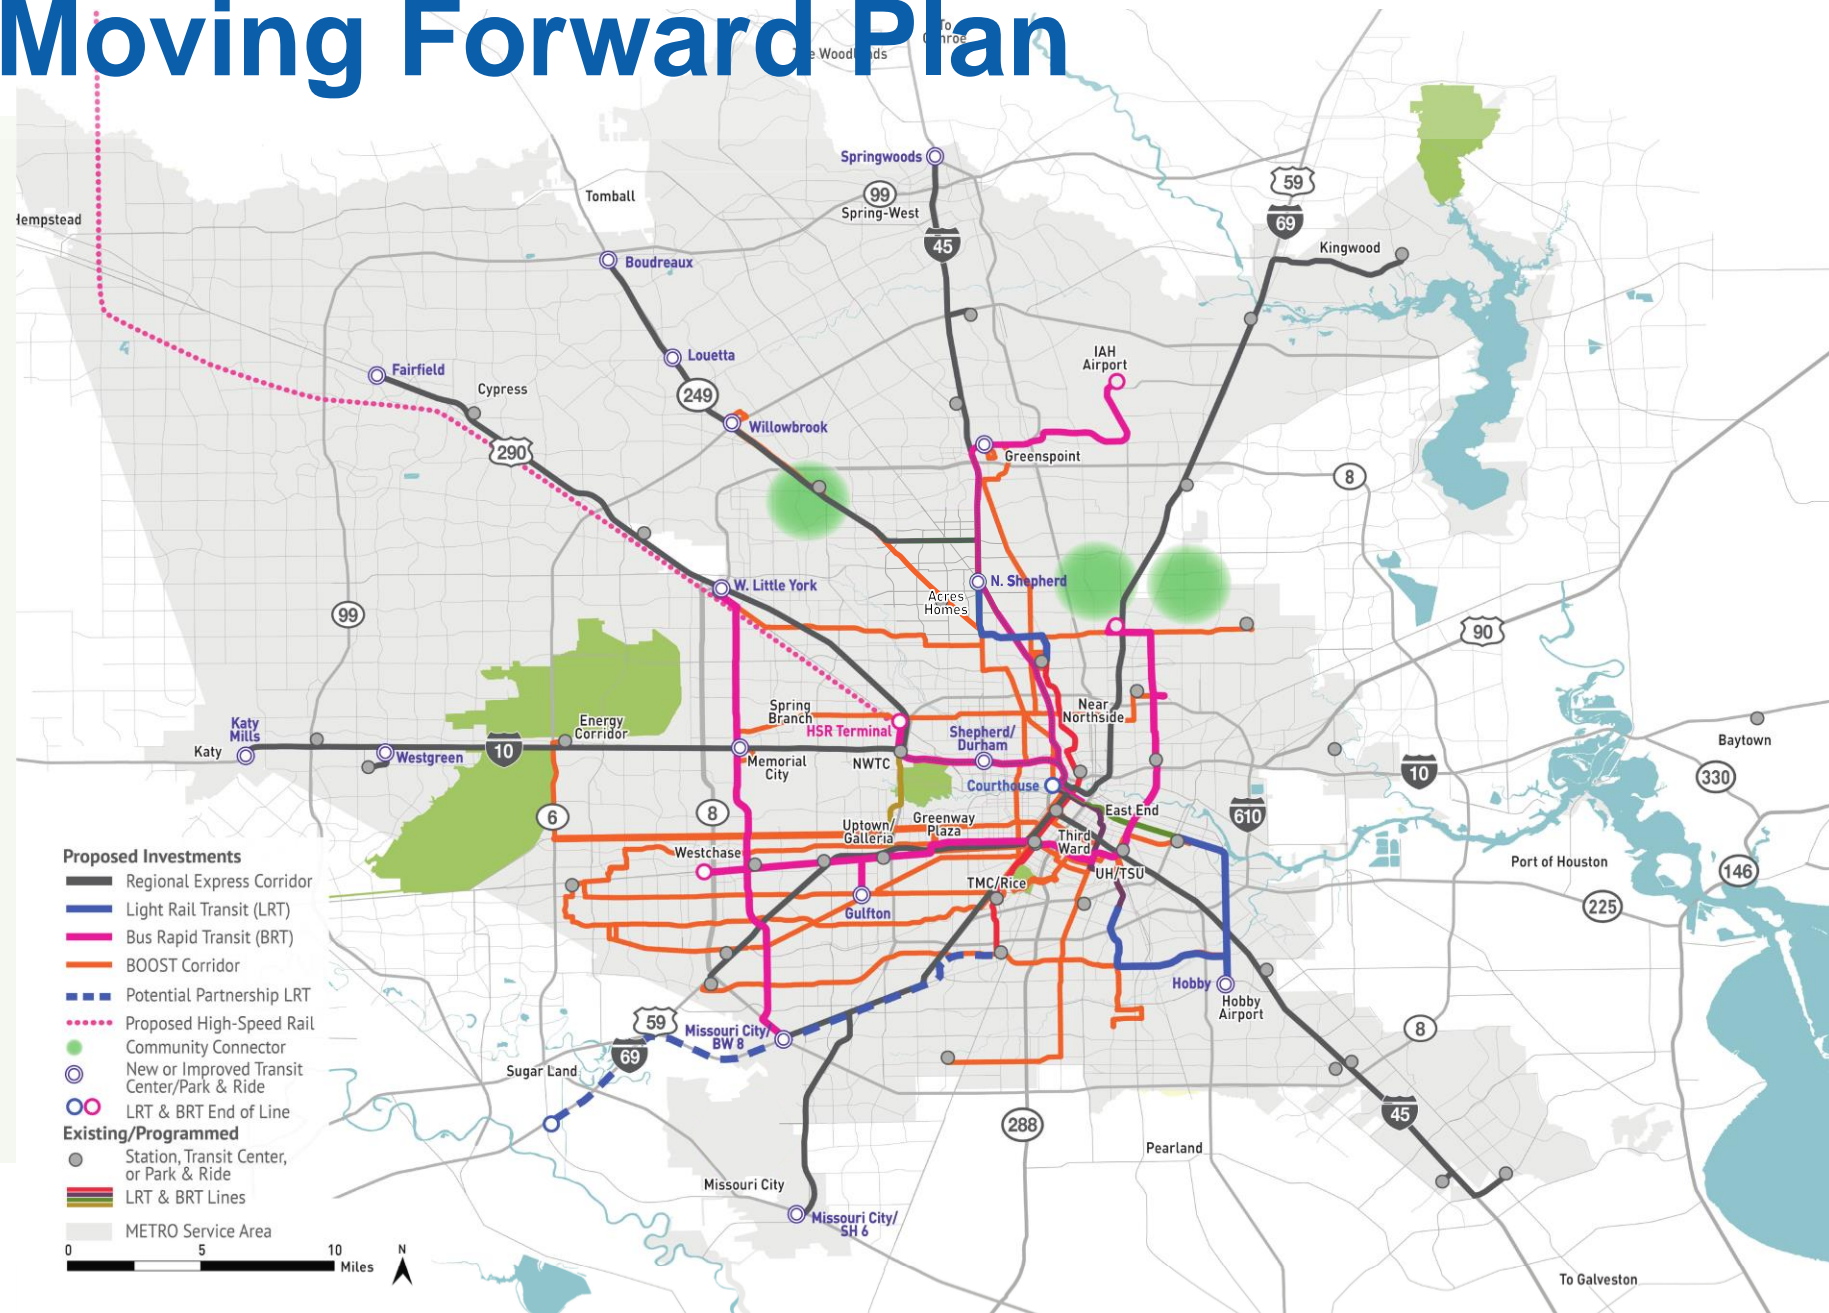 Moving Forward Plan
To
Conroe
The Woodlands
Springwoods
99
Spring-West
59
69
Tomball
45
Kingwood
Hempstead
Boudreaux
Louetta
IAH
Airport
Fairfield
Cypress
249
Willowbrook
290
Greenspoint
8
W. Little York
N. Shepherd
Acres
Homes
99
90
Katy
Mills
Katy
Westgreen
10
Energy
Corridor
Spring
Branch
HSR Terminal
Near
Northside
Shepherd/
Durham
Memorial
City
NWTC
Courthouse
Baytown
10
330
6
8
Uptown/
Galleria
Greenway
Plaza
East End
610
Third
Ward
Westchase
UH/TSU
TMC/Rice
Port of Houston
146
225
Gulfton
Hobby
Hobby
Airport
59
69
Missouri City/
BW 8
8
Sugar Land
45
288
Pearland
Missouri City
Missouri City/
SH 6
To Galveston
Proposed Investments
Regional Express Corridor
Light Rail Transit (LRT)
Bus Rapid Transit (BRT)
BOOST Corridor
Potential Partnership LRT
Proposed High-Speed Rail
Community Connector
New or Improved Transit
Center/Park & Ride
LRT & BRT End of Line
Existing/Programmed
Station, Transit Center,
or Park & Ride
LRT & BRT Lines
METRO Service Area
0 5 10
Miles
N